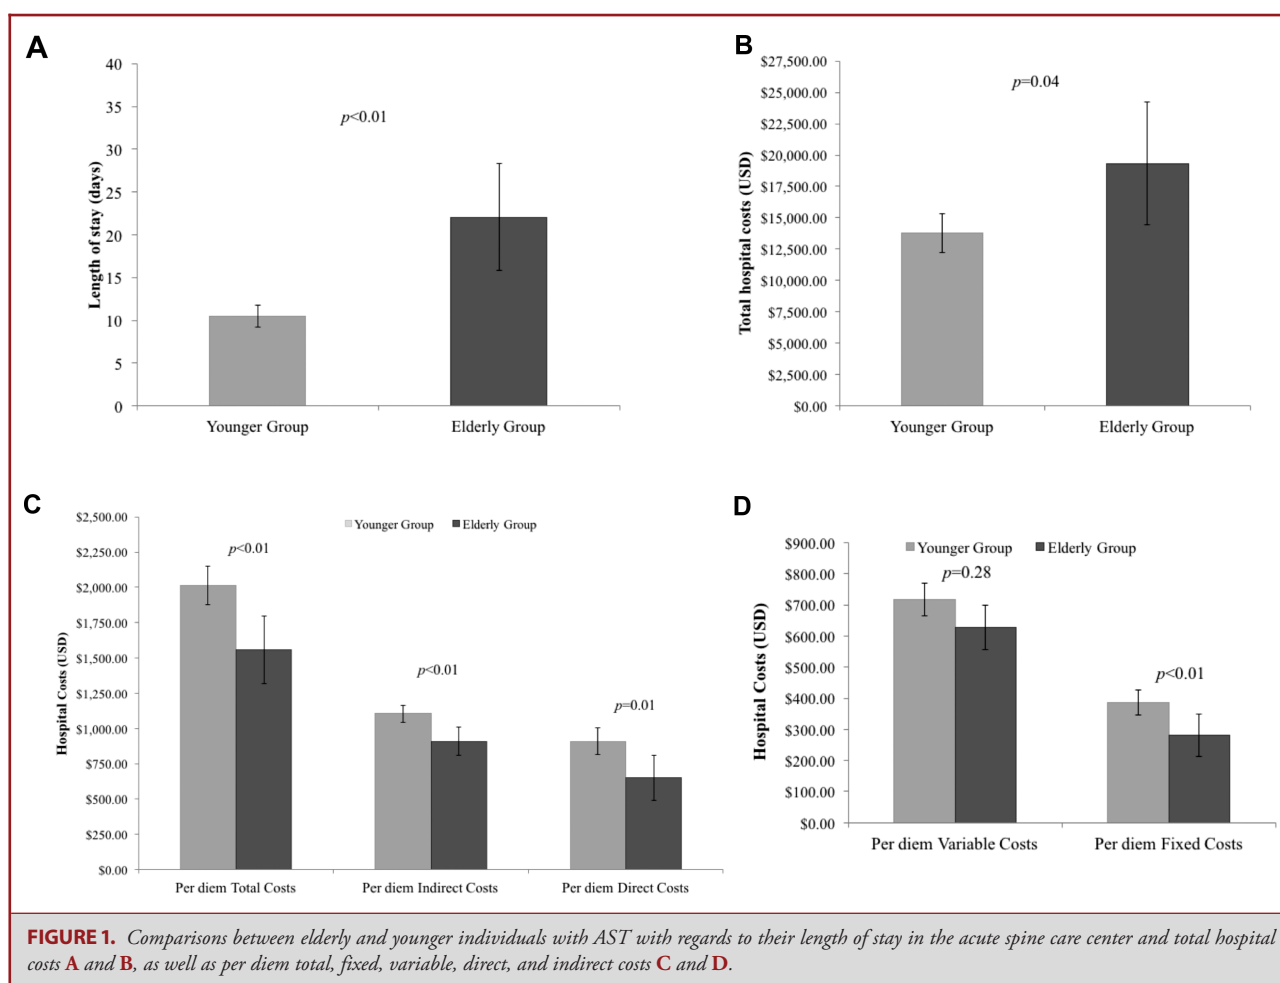 A
40
35
30
25
20
15
10
5
0
Length of stay (days)
p<0.01
Younger Group
Elderly Group
B
$27,500.00
$25,000.00
$22,500.00
$20,000.00
$17,500.00
$15,000.00
$12,500.00
$10,000.00
$7,500.00
$5,000.00
$2,500.00
$0.00
Total hospital costs (USD)
p=0.04
Younger Group
Elderly Group
C
$2,500.00
$2,250.00
$2,000.00
$1,750.00
$1,500.00
$1,250.00
$1,000.00
$750.00
$500.00
$250.00
$0.00
Hospital Costs (USD)
Younger Group
Elderly Group
p<0.01
p<0.01
p=0.01
Per diem Total Costs
Per diem Indirect Costs
Per diem Direct Costs
D
$900.00
$800.00
$700.00
$600.00
$500.00
$400.00
$300.00
$200.00
$100.00
$0.00
Hospital Costs (USD)
Younger Group
Elderly Group
p=0.28
p<0.01
Per diem Variable Costs
Per diem Fixed Costs
FIGURE 1. Comparisons between elderly and younger individuals with AST with regards to their length of stay in the acute spine care center and total hospital
costs A and B, as well as per diem total, fixed, variable, direct, and indirect costs C and D.